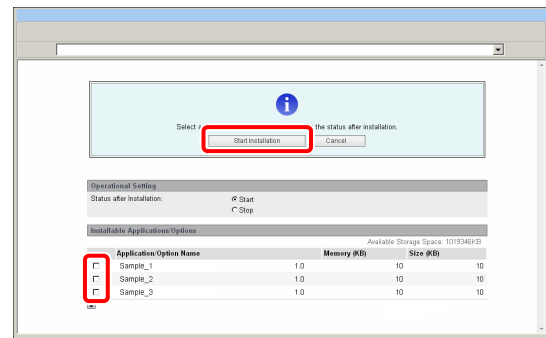 Select a the status after installation.
Start Installation Cancel
Operational Setting
Status after Installation: Start
Stop
Installable Applications/Options
Available Storage Space: 1019346KB
Application/Option Name Memory (KB) Size (KB)
Sample_1 1.0 10 10
Sample_2 1.0 10 10
Sample_3 1.0 10 10